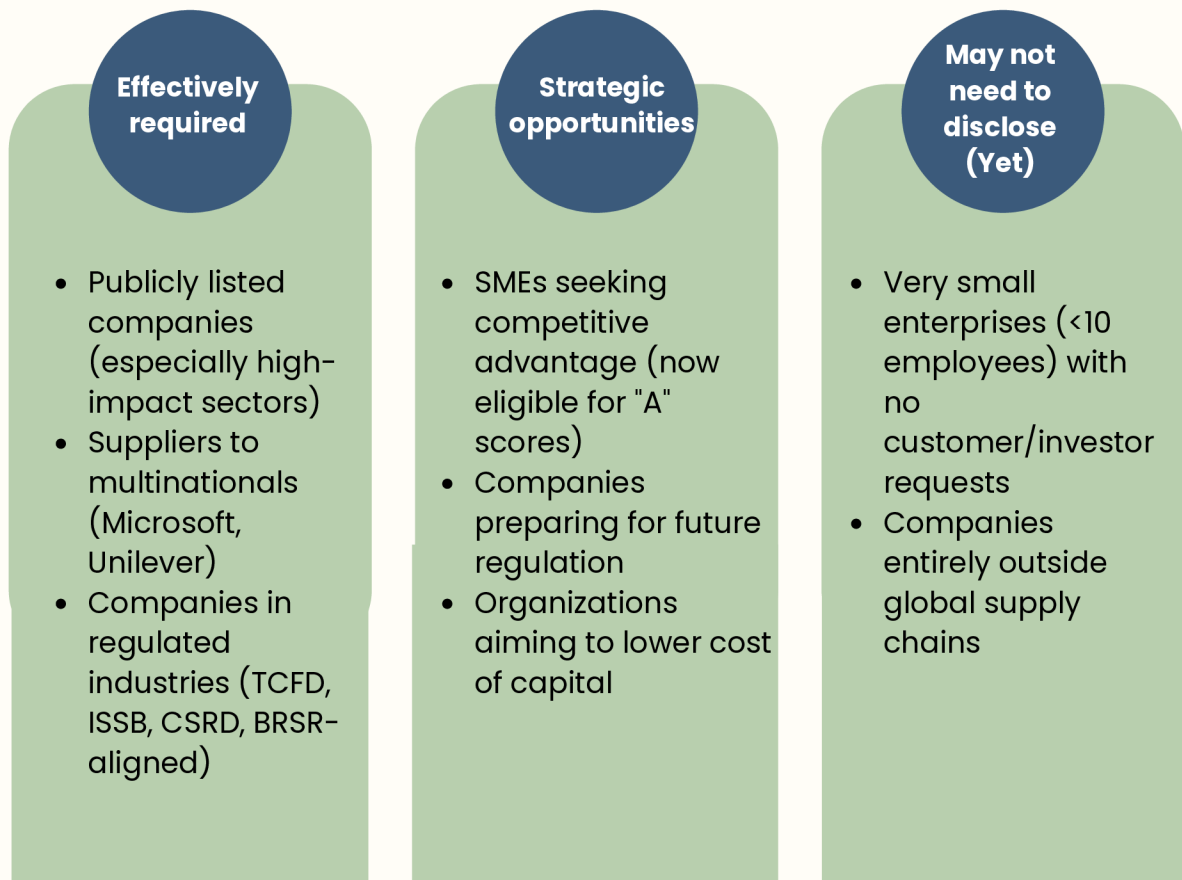 Effectively
required
• Publicly listed
companies
(especially high-
impact sectors)
• Suppliers to
multinationals
(Microsoft,
Unilever)
• Companies in
regulated
industries (TCFD,
ISSB, CSRD, BRSR-
aligned)
Strategic
opportunities
• SMEs seeking
competitive
advantage (now
eligible for "A"
scores)
• Companies
preparing for future
regulation
• Organizations
aiming to lower cost
of capital
May not
need to
disclose
(Yet)
• Very small
enterprises (<10
employees) with
no
customer/investor
requests
• Companies
entirely outside
global supply
chains